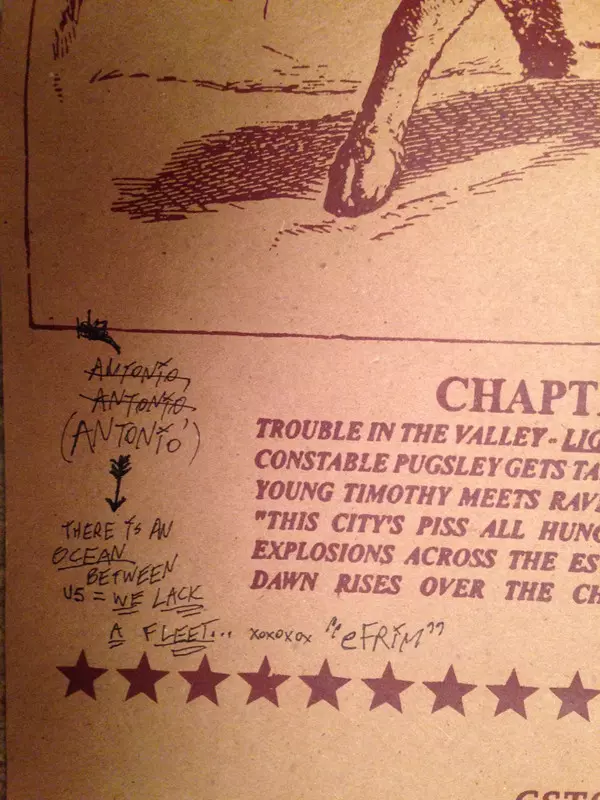 ANTONIO,
ANTONIO.
(ANTONIO')
THERE IS AN
OCEAN
BETWEEN
US = WE LACK
A FLEET... xoxoxox "eFRiM"
CHAPT
TROUBLE IN THE VALLEY - LIG
CONSTABLE PUGSLEY GETS TA
YOUNG TIMOTHY MEETS RAV
"THIS CITY'S PISS ALL HUNG
EXPLOSIONS ACROSS THE EST
DAWN RISES OVER THE CH